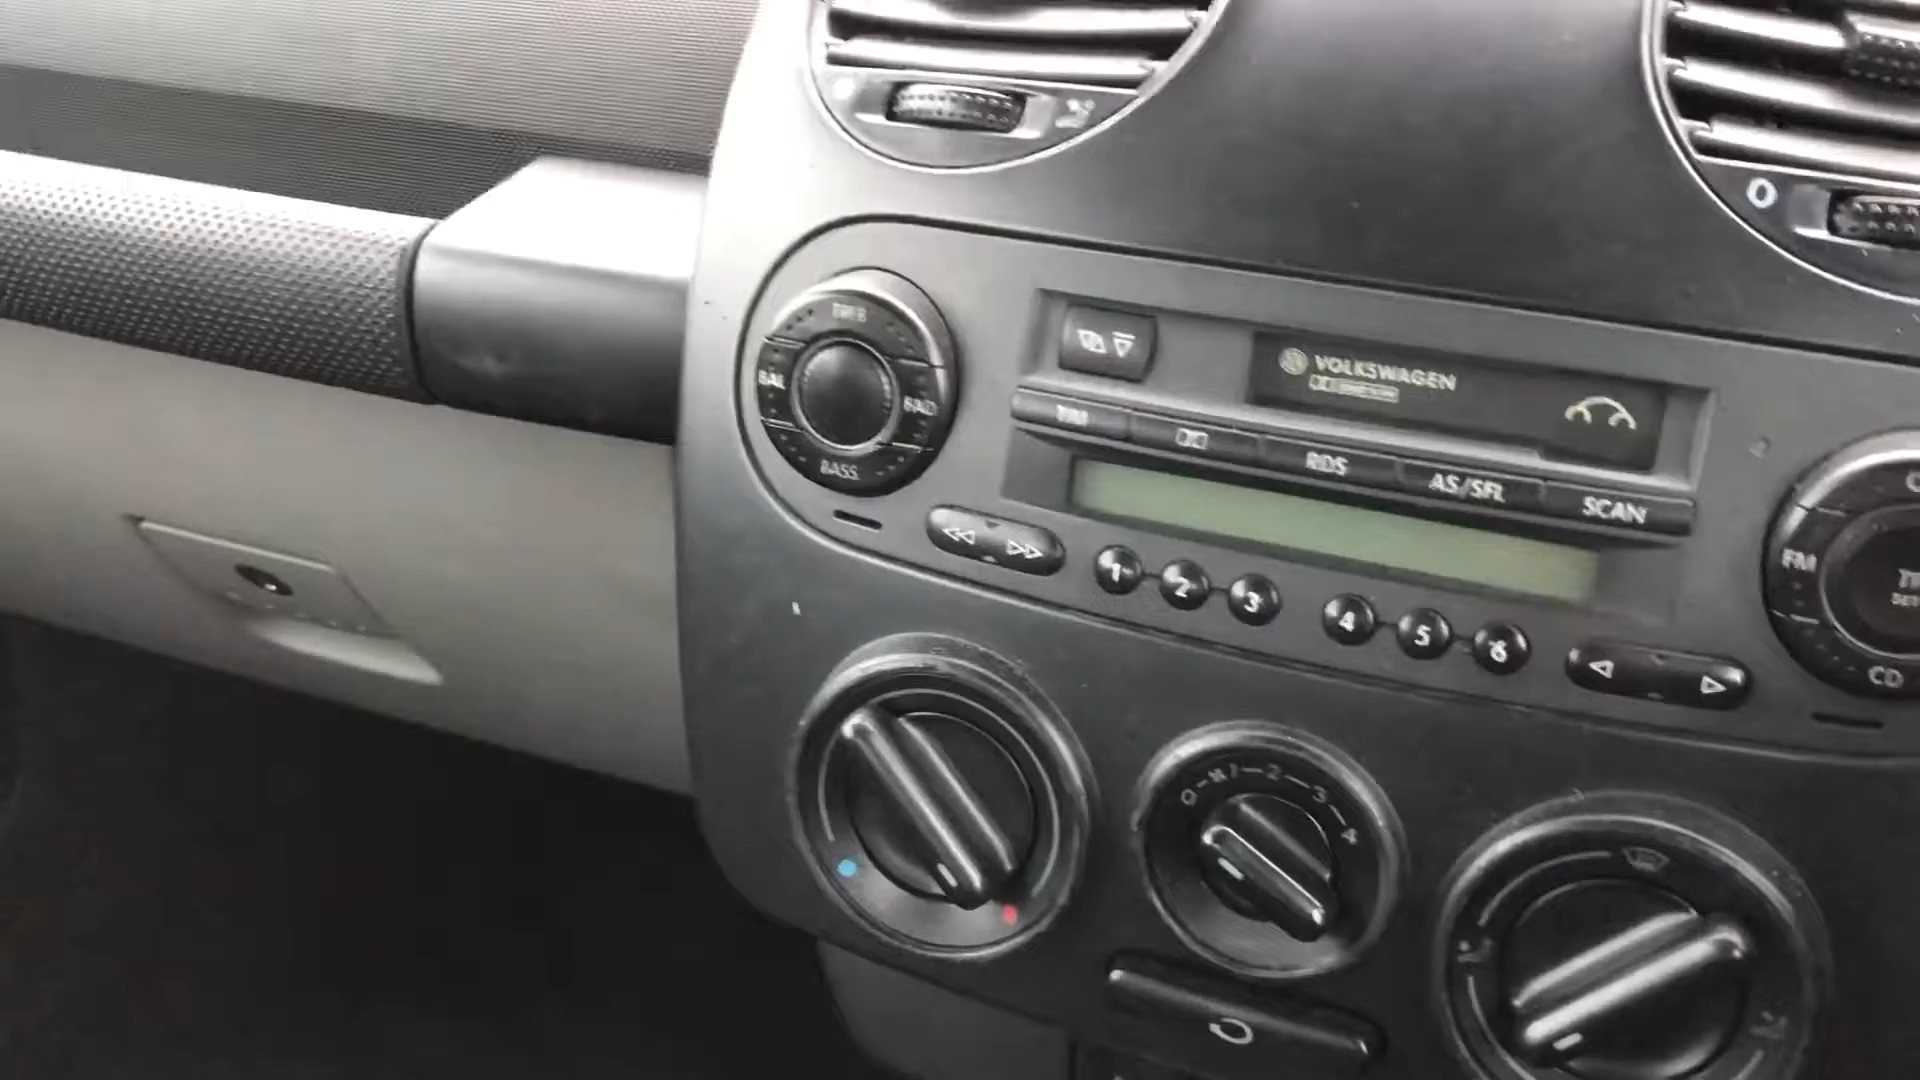 0
TREB
BAL
BASS
VOLKSWAGEN
RDS
AS/SFL
SCAN
1 2 3 4 5 6
FM
CD
0 1 2 3 4